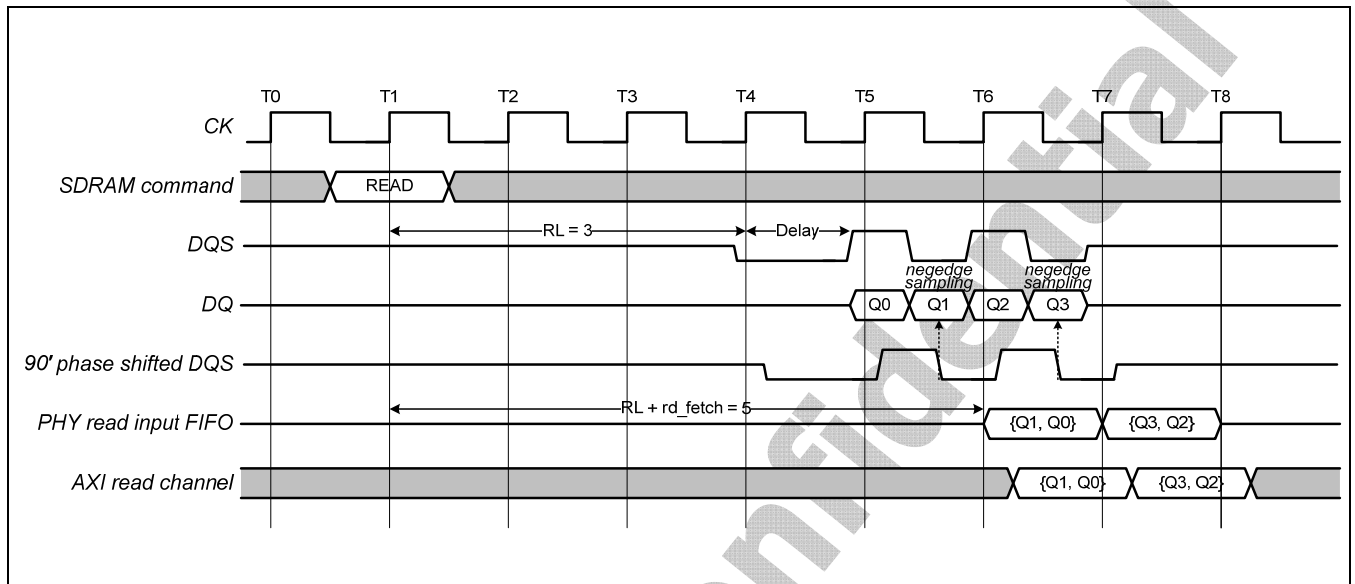 T0 T1 T2 T3 T4 T5 T6 T7 T8
CK
SDRAM command READ
RL = 3 Delay
DQS
negedge sampling negedge sampling
DQ Q0 Q1 Q2 Q3
90′ phase shifted DQS
RL + rd_fetch = 5
PHY read input FIFO {Q1, Q0} {Q3, Q2}
AXI read channel {Q1, Q0} {Q3, Q2}
nfidential